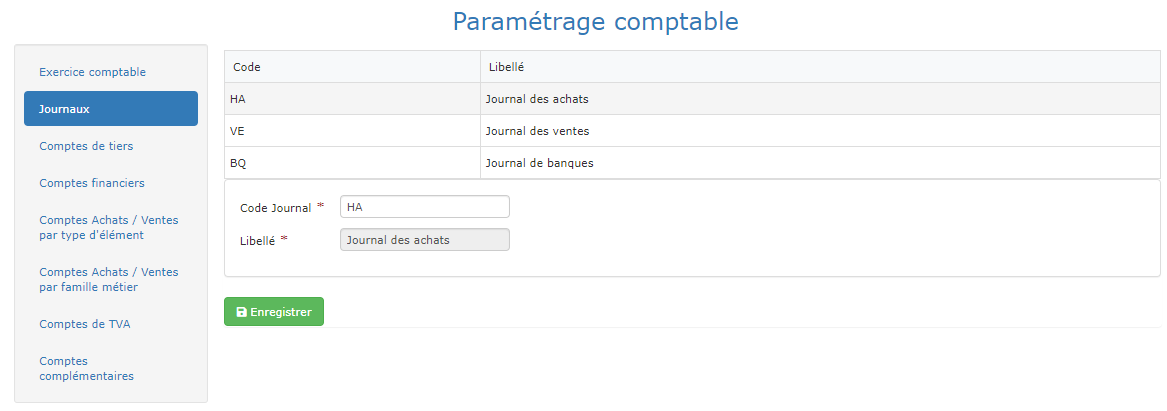 Paramétrage comptable
Exercice comptable
Journaux
Comptes de tiers
Comptes financiers
Comptes Achats / Ventes
par type d'élément
Comptes Achats / Ventes
par famille métier
Comptes de TVA
Comptes
complémentaires
Code Libellé
HA Journal des achats
VE Journal des ventes
BQ Journal de banques
Code Journal * HA
Libellé * Journal des achats
Enregistrer